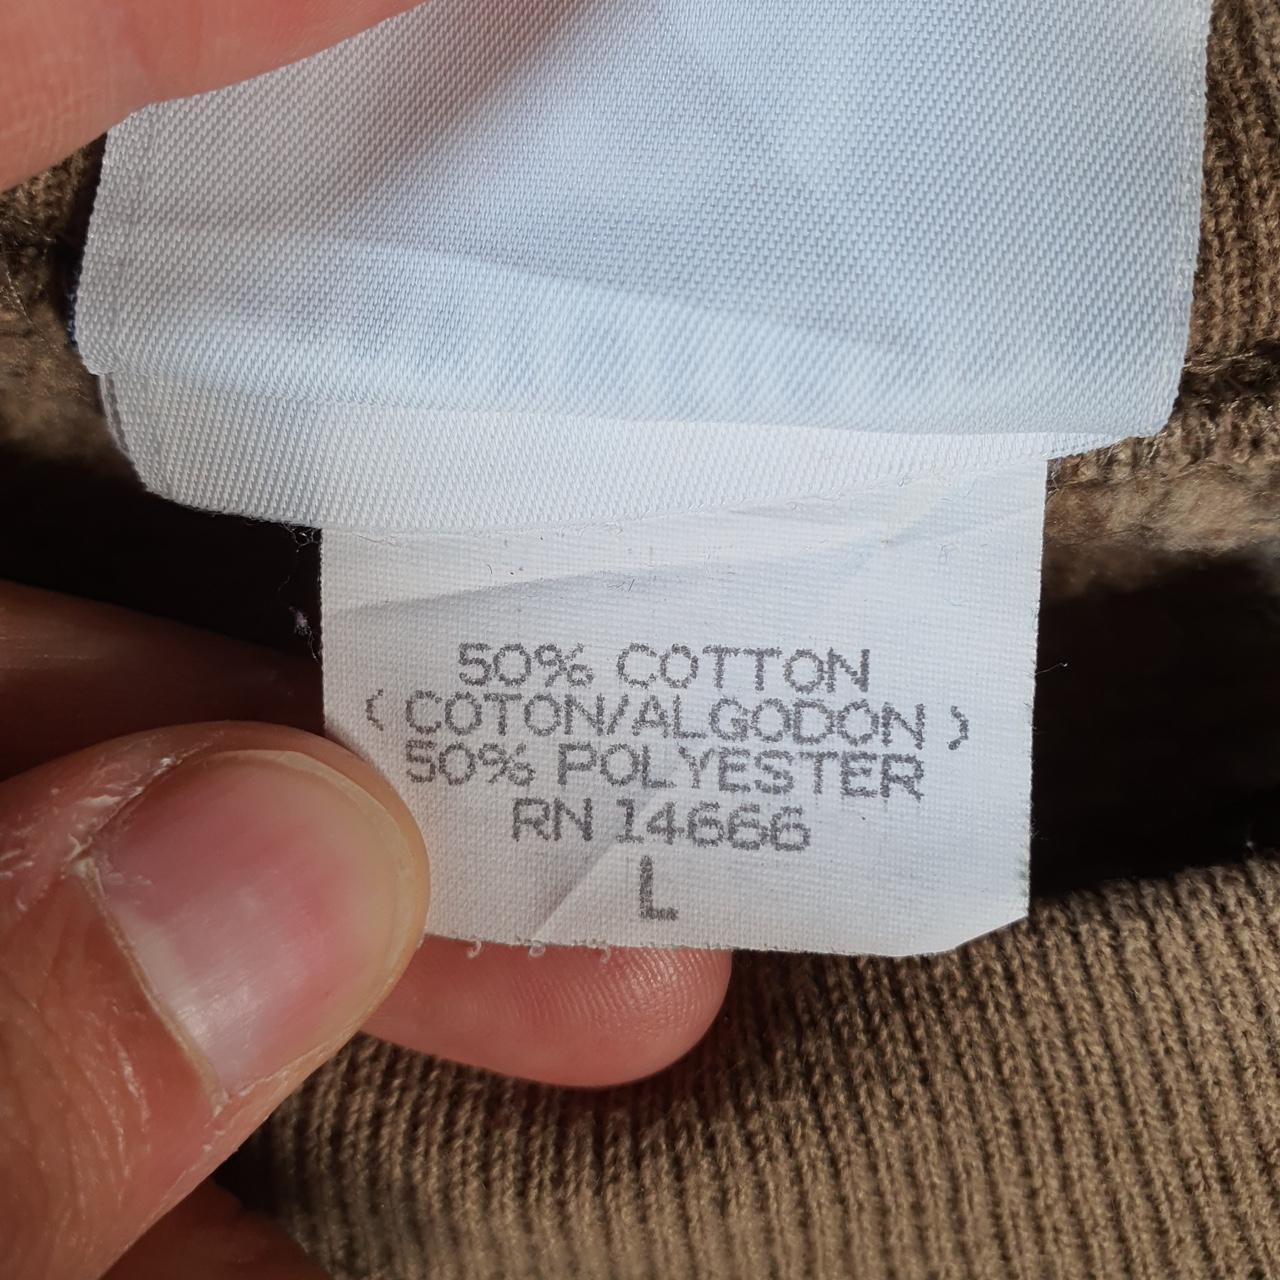 50% COTTON
( COTON/ALGODON )
50% POLYESTER
RN 14666
L